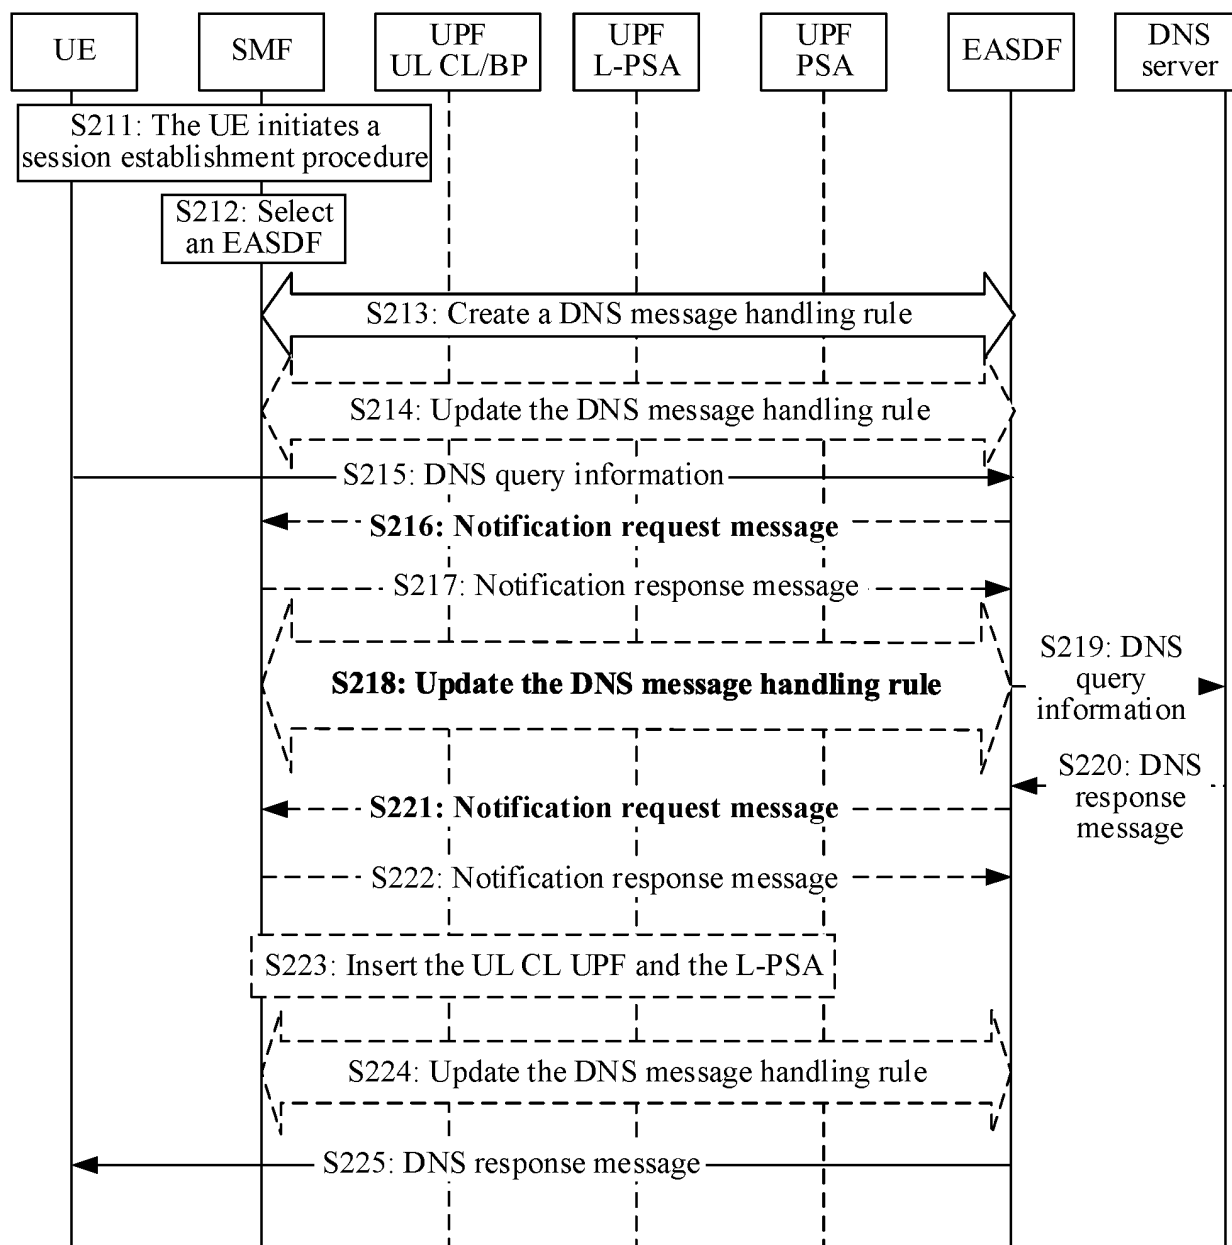 UE
SMF
UPF
UL CL/BP
UPF
L-PSA
UPF
PSA
EASDF
DNS
server
S211: The UE initiates a
session establishment procedure
S212: Select
an EASDF
S213: Create a DNS message handling rule
S214: Update the DNS message handling rule
S215: DNS query information
S216: Notification request message
S217: Notification response message
S218: Update the DNS message handling rule
S219: DNS
query
information
S220: DNS
response
message
S221: Notification request message
S222: Notification response message
S223: Insert the UL CL UPF and the L-PSA
S224: Update the DNS message handling rule
S225: DNS response message